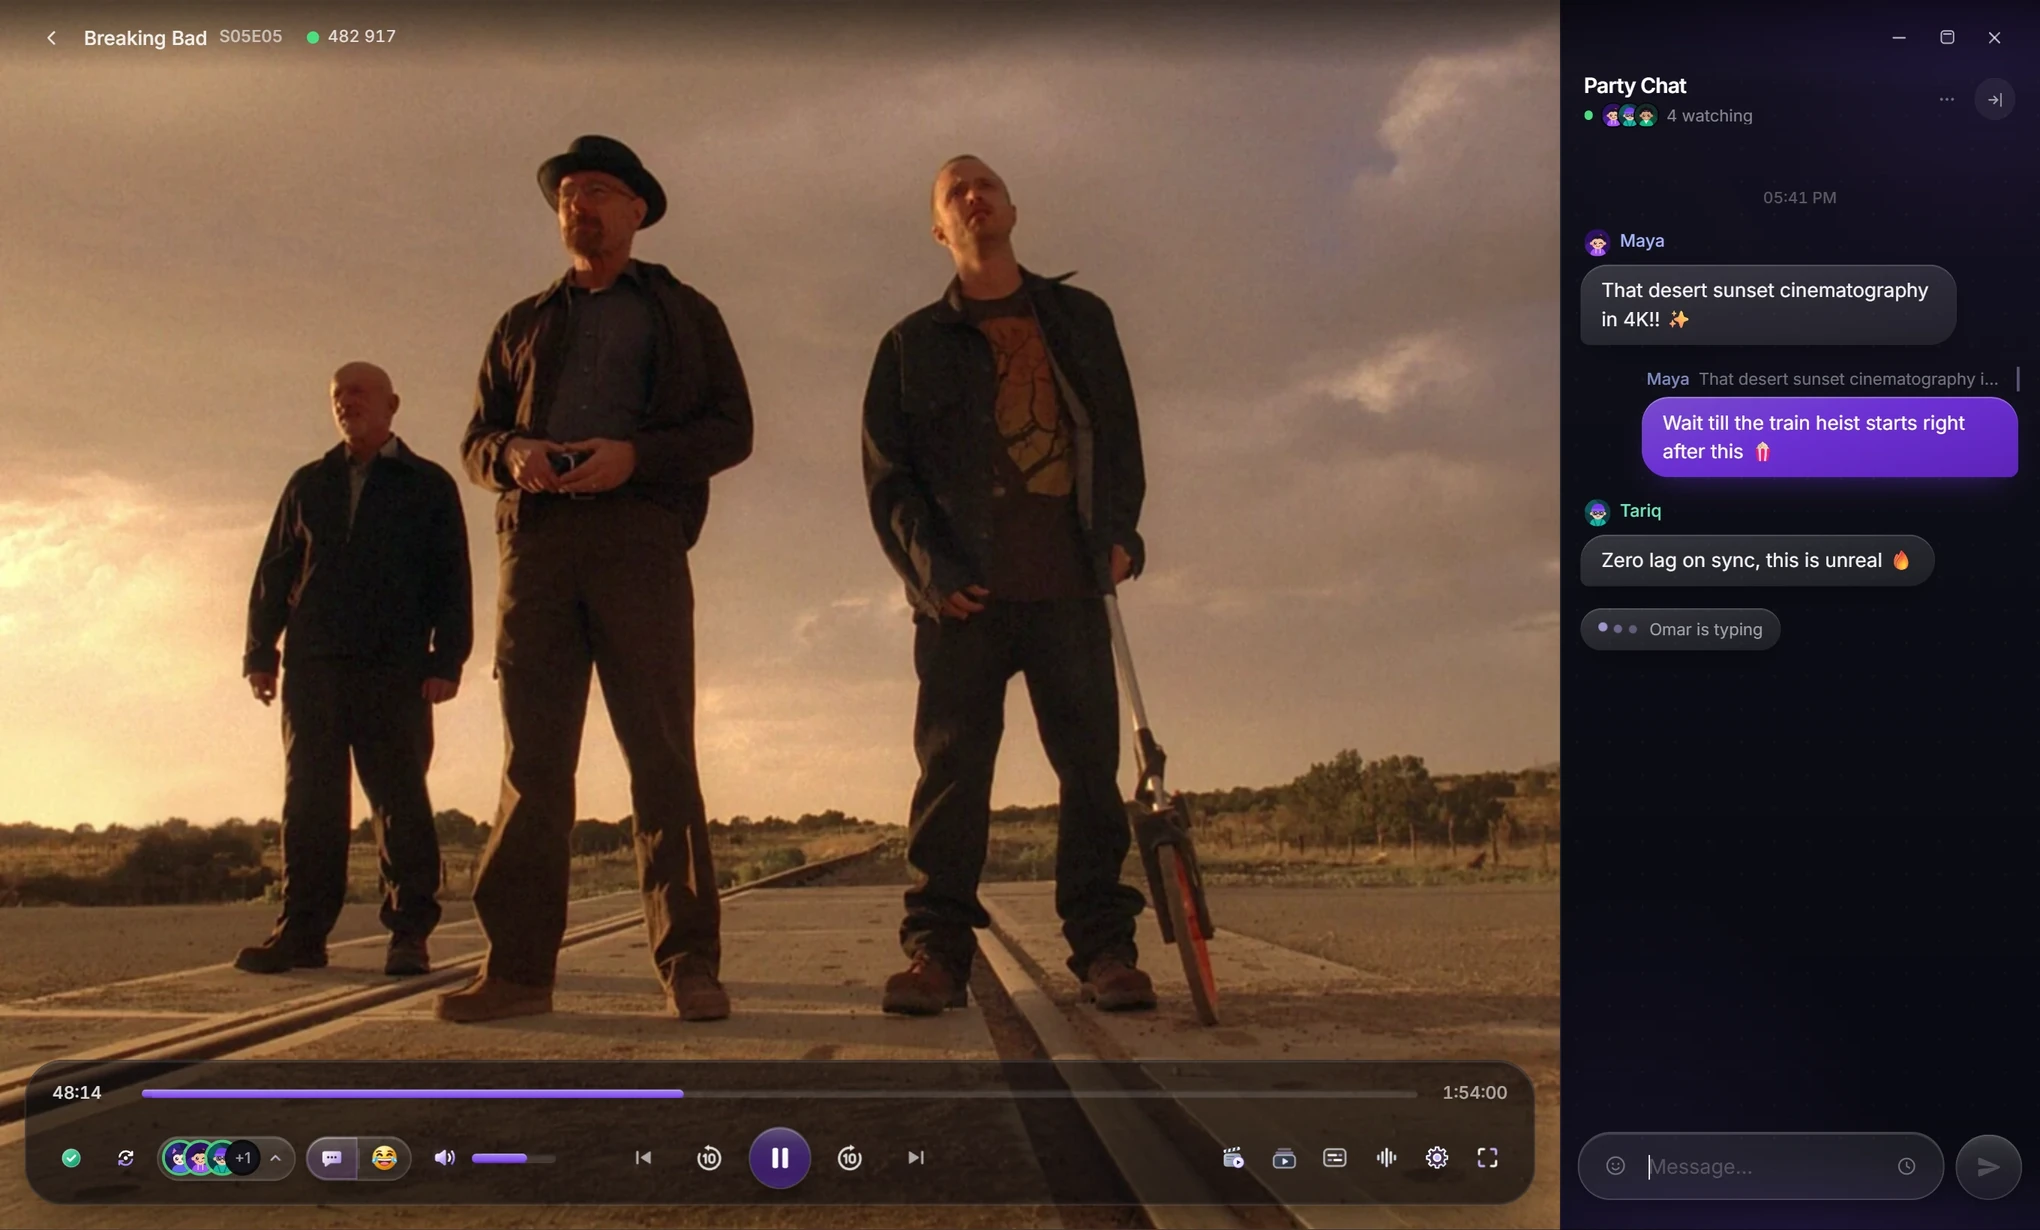 Breaking Bad S05E05 482 917
Party Chat
4 watching
05:41 PM
Maya
That desert sunset cinematography
in 4K!! ✨
Maya That desert sunset cinematography i...
Wait till the train heist starts right
after this 🍿
Tariq
Zero lag on sync, this is unreal 🔥
Omar is typing
48:14
1:54:00
+1
10
10
Message...